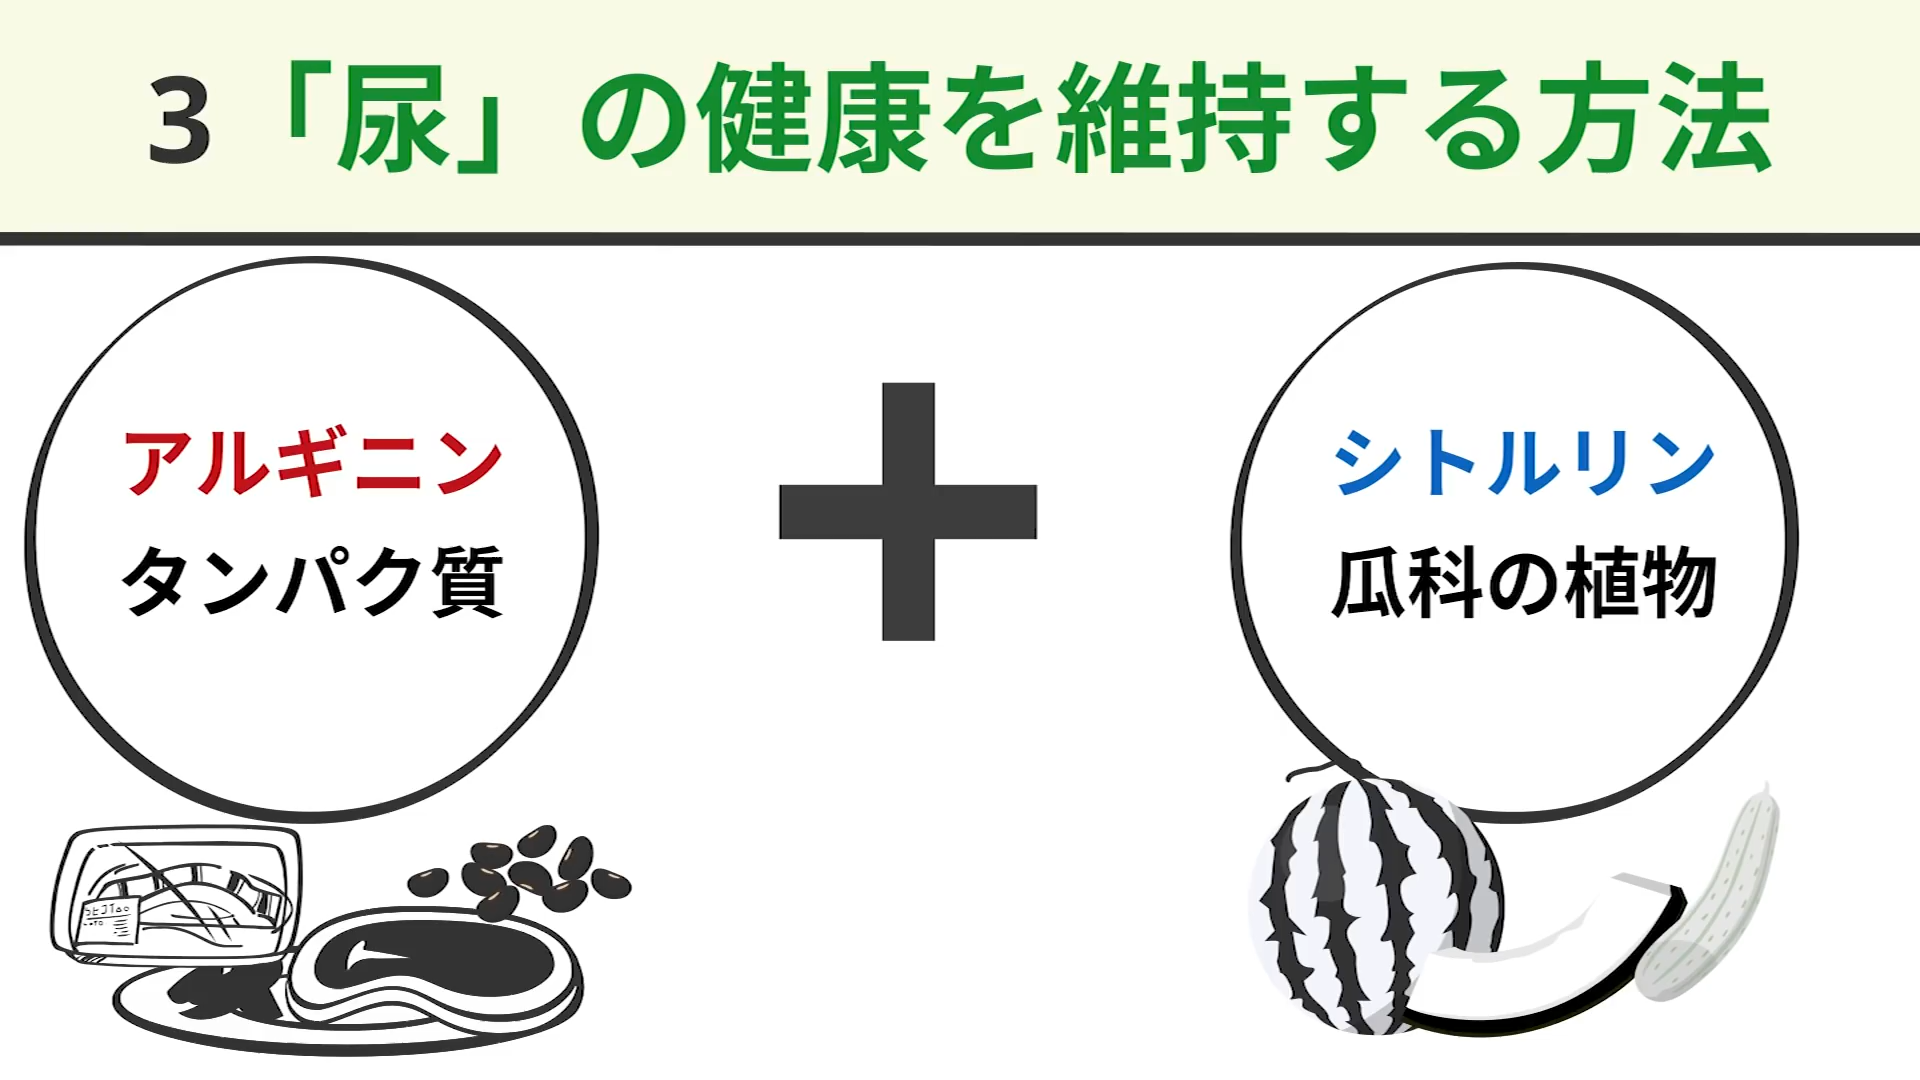 3「尿」の健康を維持する方法
アルギニン
タンパク質
シトルリン
瓜科の植物